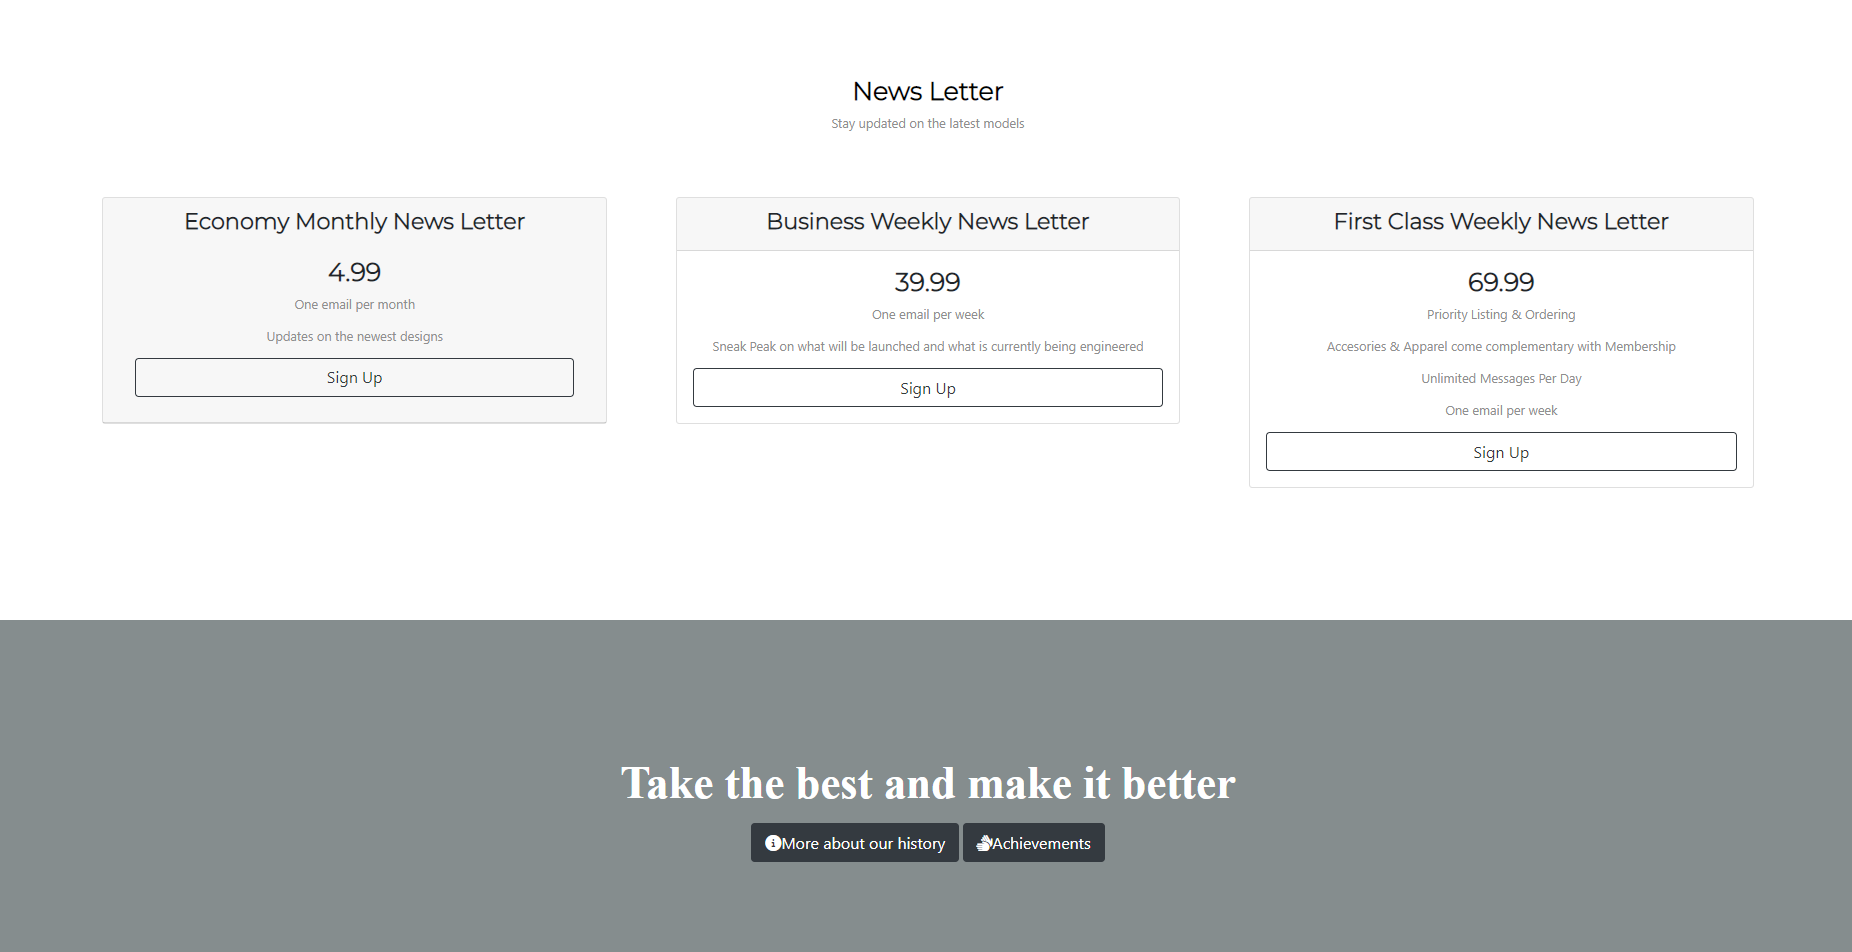 News Letter
Stay updated on the latest models
Economy Monthly News Letter
4.99
One email per month
Updates on the newest designs
Sign Up
Business Weekly News Letter
39.99
One email per week
Sneak Peak on what will be launched and what is currently being engineered
Sign Up
First Class Weekly News Letter
69.99
Priority Listing & Ordering
Accesories & Apparel come complementary with Membership
Unlimited Messages Per Day
One email per week
Sign Up
Take the best and make it better
More about our history
Achievements